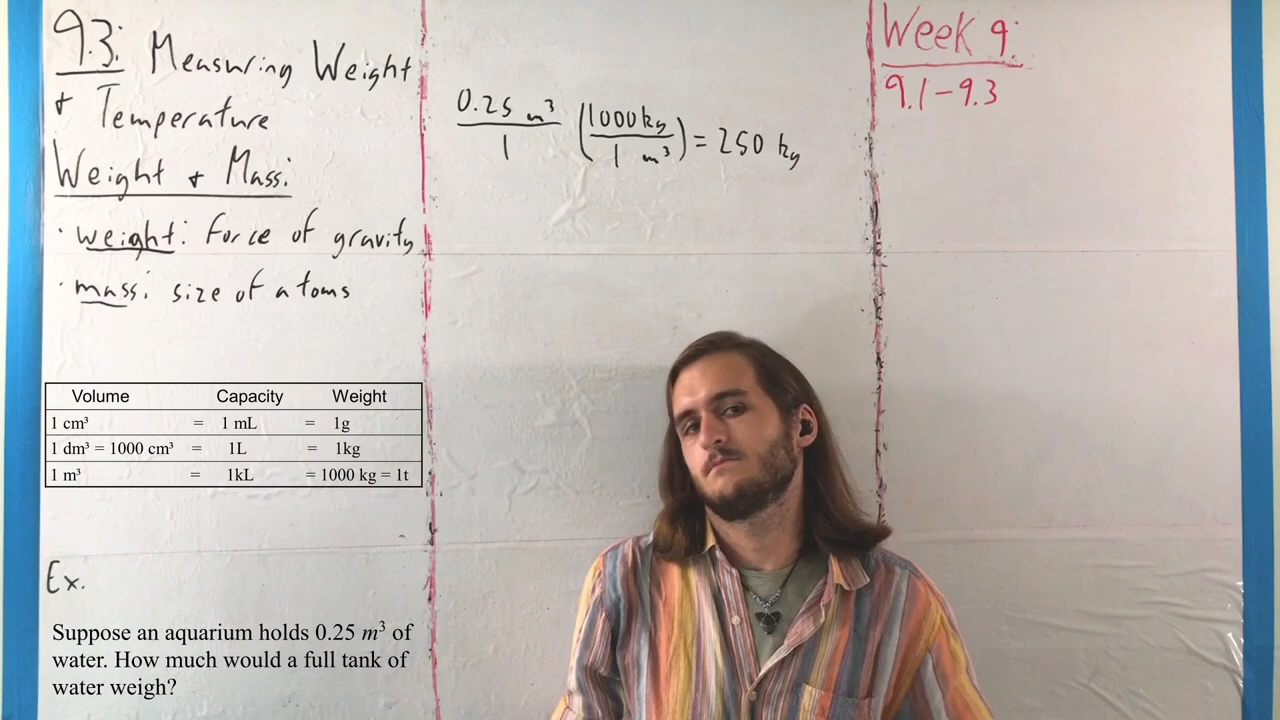 9.3: Measuring Weight
+ Temperature
Weight + Mass:
· weight: force of gravity
· mass: size of atoms
Volume Capacity Weight
1 cm³ = 1 mL = 1g
1 dm³ = 1000 cm³ = 1L = 1kg
1 m³ = 1kL = 1000 kg = 1t
Ex.
Suppose an aquarium holds 0.25 m³ of
water. How much would a full tank of
water weigh?
0.25 m³ / 1 (1000 kg / 1 m³) = 250 kg
Week 9:
9.1-9.3